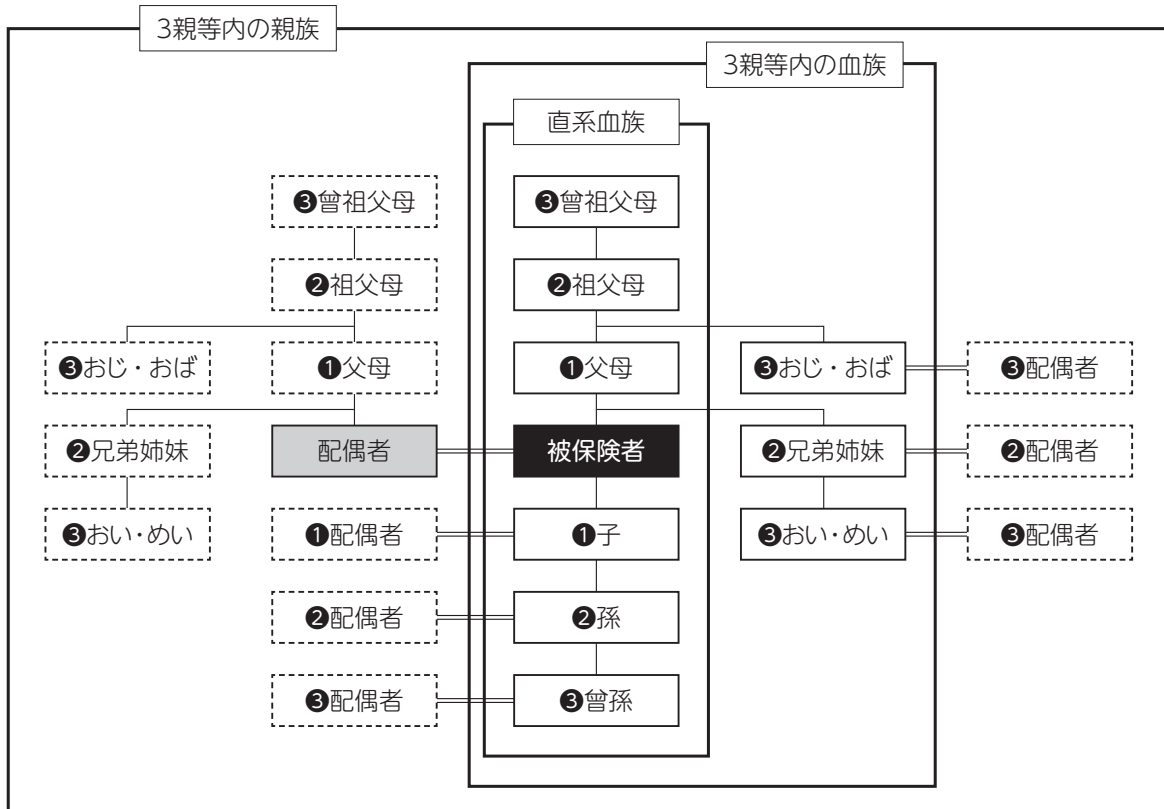 3親等内の親族
3親等内の血族
直系血族
❸曾祖父母
❸曾祖父母
❷祖父母
❷祖父母
❸おじ・おば
❶父母
❶父母
❸おじ・おば
❸配偶者
❷兄弟姉妹
配偶者
被保険者
❷兄弟姉妹
❷配偶者
❸おい・めい
❶配偶者
❶子
❸おい・めい
❸配偶者
❷配偶者
❷孫
❸配偶者
❸曾孫